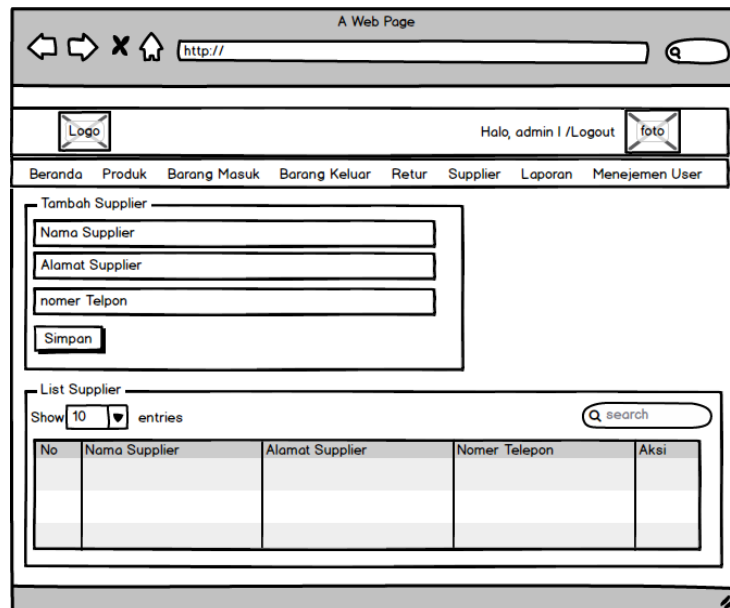 A Web Page
http://
Logo
Halo, admin | /Logout
foto
Beranda Produk Barang Masuk Barang Keluar Retur Supplier Laporan Menejemen User
Tambah Supplier
Nama Supplier
Alamat Supplier
nomer Telpon
Simpan
List Supplier
Show 10 entries
search
No Nama Supplier Alamat Supplier Nomer Telepon Aksi